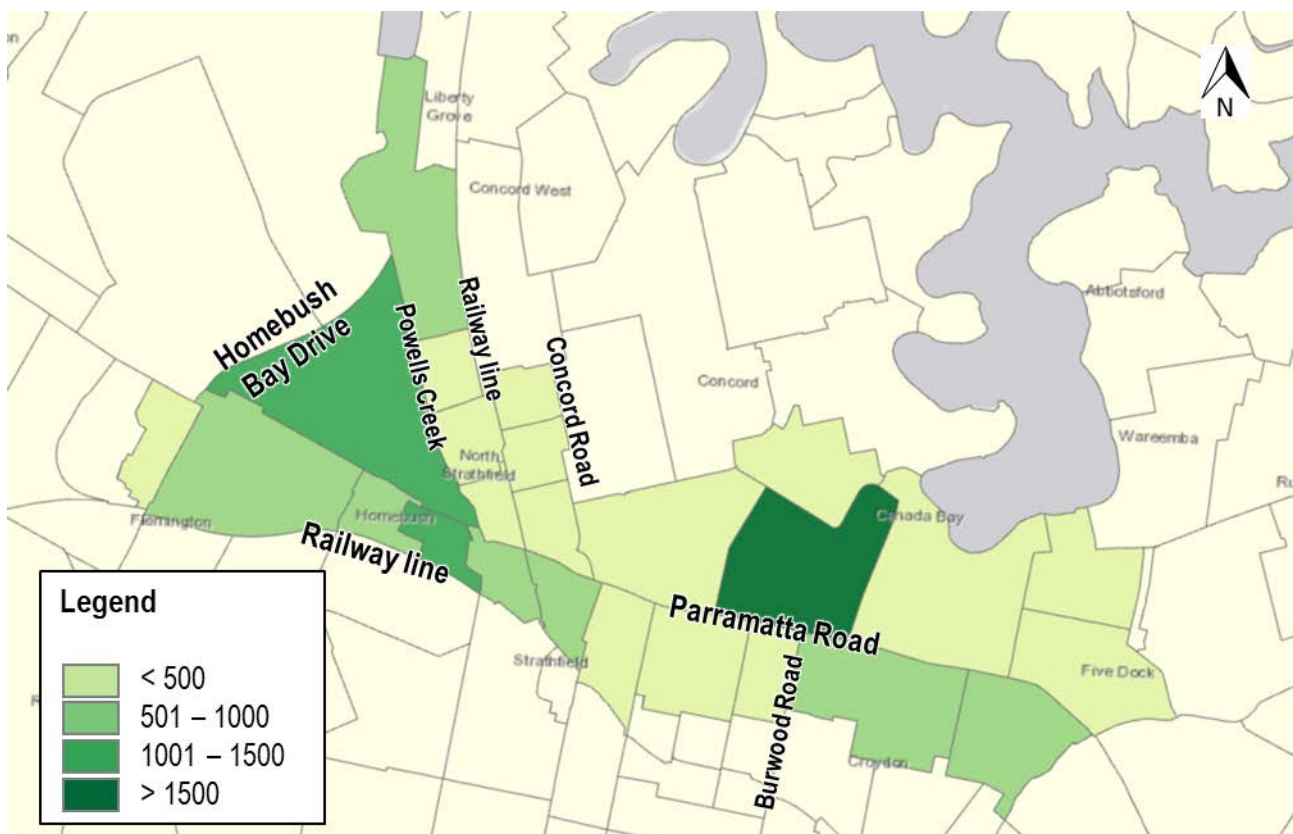 on
Liberty
Grove
N
Concord West
Homebush
Bay Drive
Powells Creek
Railway line
Concord Road
Abbotsford
Concord
Wareemba
North
Strathfield
Ru
Flemington
Homebush
Canada Bay
Railway line
Parramatta Road
Strathfield
Five Dock
Burwood Road
Croydon
R
Legend
< 500
501 – 1000
1001 – 1500
> 1500